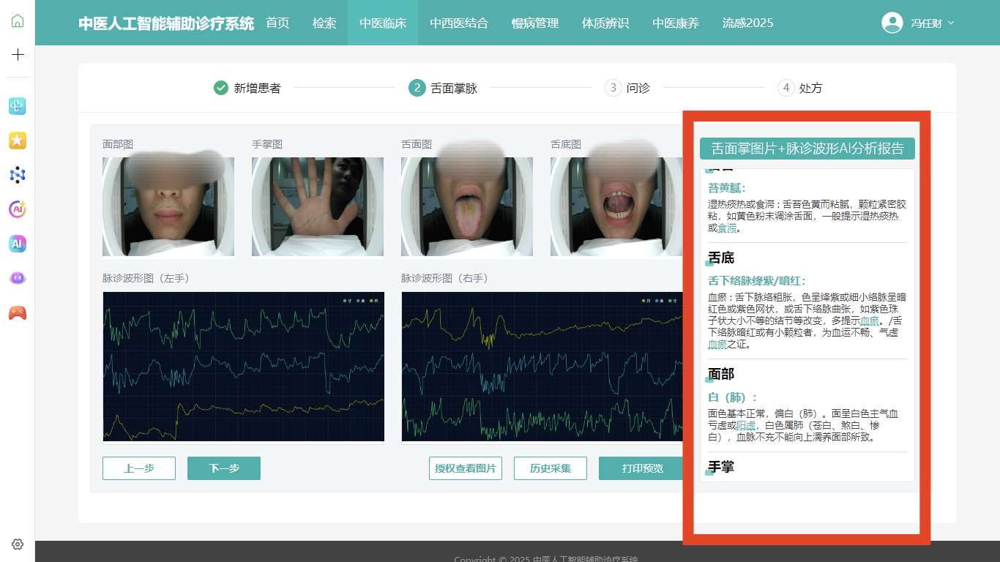 中医人工智能辅助诊疗系统
首页
检索
中医临床
中西医结合
慢病管理
体质辨识
中医康养
流感2025
冯任财
新增患者
2 舌面掌脉
3 问诊
4 处方
面部图
手掌图
舌面图
舌底图
脉诊波形图（左手）
脉诊波形图（右手）
寸 关 尺
尺 关 寸
上一步
下一步
授权查看图片
历史采集
打印预览
舌面掌图片+脉诊波形AI分析报告
苔黄腻：
湿热痰热或食滞：舌苔色黄而粘腻，颗粒紧密胶
粘，如黄色粉末调涂舌面，一般提示湿热痰热
或食滞。
舌底
舌下络脉绛紫/暗红：
血瘀：舌下脉络粗胀，色呈绛紫或细小络脉呈暗
红色或紫色网状，或舌下络脉曲张，如紫色珠
子状大小不等的结节等改变，多提示血瘀。/舌
下络脉暗红或有小颗粒者，为血运不畅、气虚
血瘀之证。
面部
白（肺）：
面色基本正常，偏白（肺）。面呈白色主气血
亏虚或阳虚，白色属肺（苍白、煞白、惨
白），血脉不充不能向上濡养面部所致。
手掌
Copyright © 2025 中医人工智能辅助诊疗系统
AI
AI